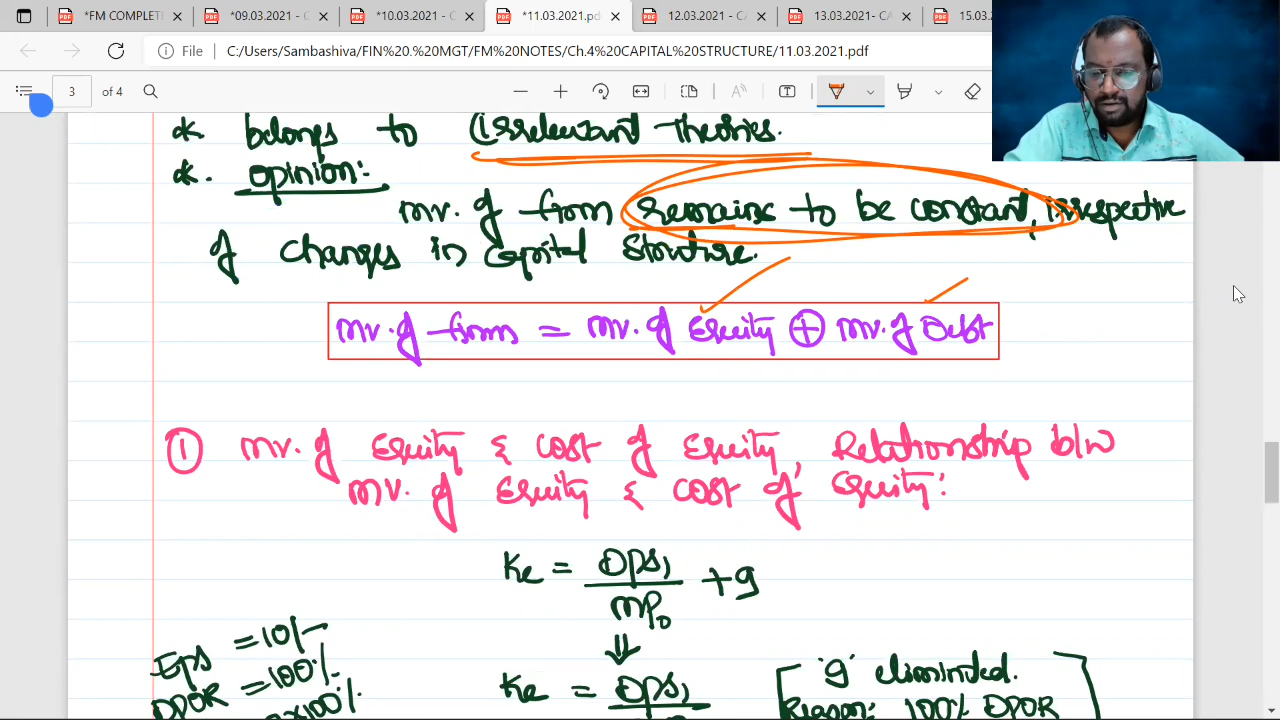 *FM COMPLETE
*09.03.2021 - C
*10.03.2021 - C
*11.03.2021.pdf
12.03.2021 - CA
13.03.2021- CA
15.03
File C:/Users/Sambashiva/FIN%20.%20MGT/FM%20NOTES/Ch.4%20CAPITAL%20STRUCTURE/11.03.2021.pdf
3 of 4
* belongs to Irrelevant Theories.
*. opinion:-
mv. of firm Remains to be constant, irrespective
of changes in Capital Structure.
mv. of firm = mv. of Equity + mv. of Debt
① mv. of Equity & cost of Equity, Relationship b/w
mv. of Equity & cost of Equity:
Ke = DPS1 / MP0 + g
⇓
EPS = 10/-
DPOR = 100%
x100%.
Ke = DPS1
'g' eliminated.
Reason: 100% DPOR